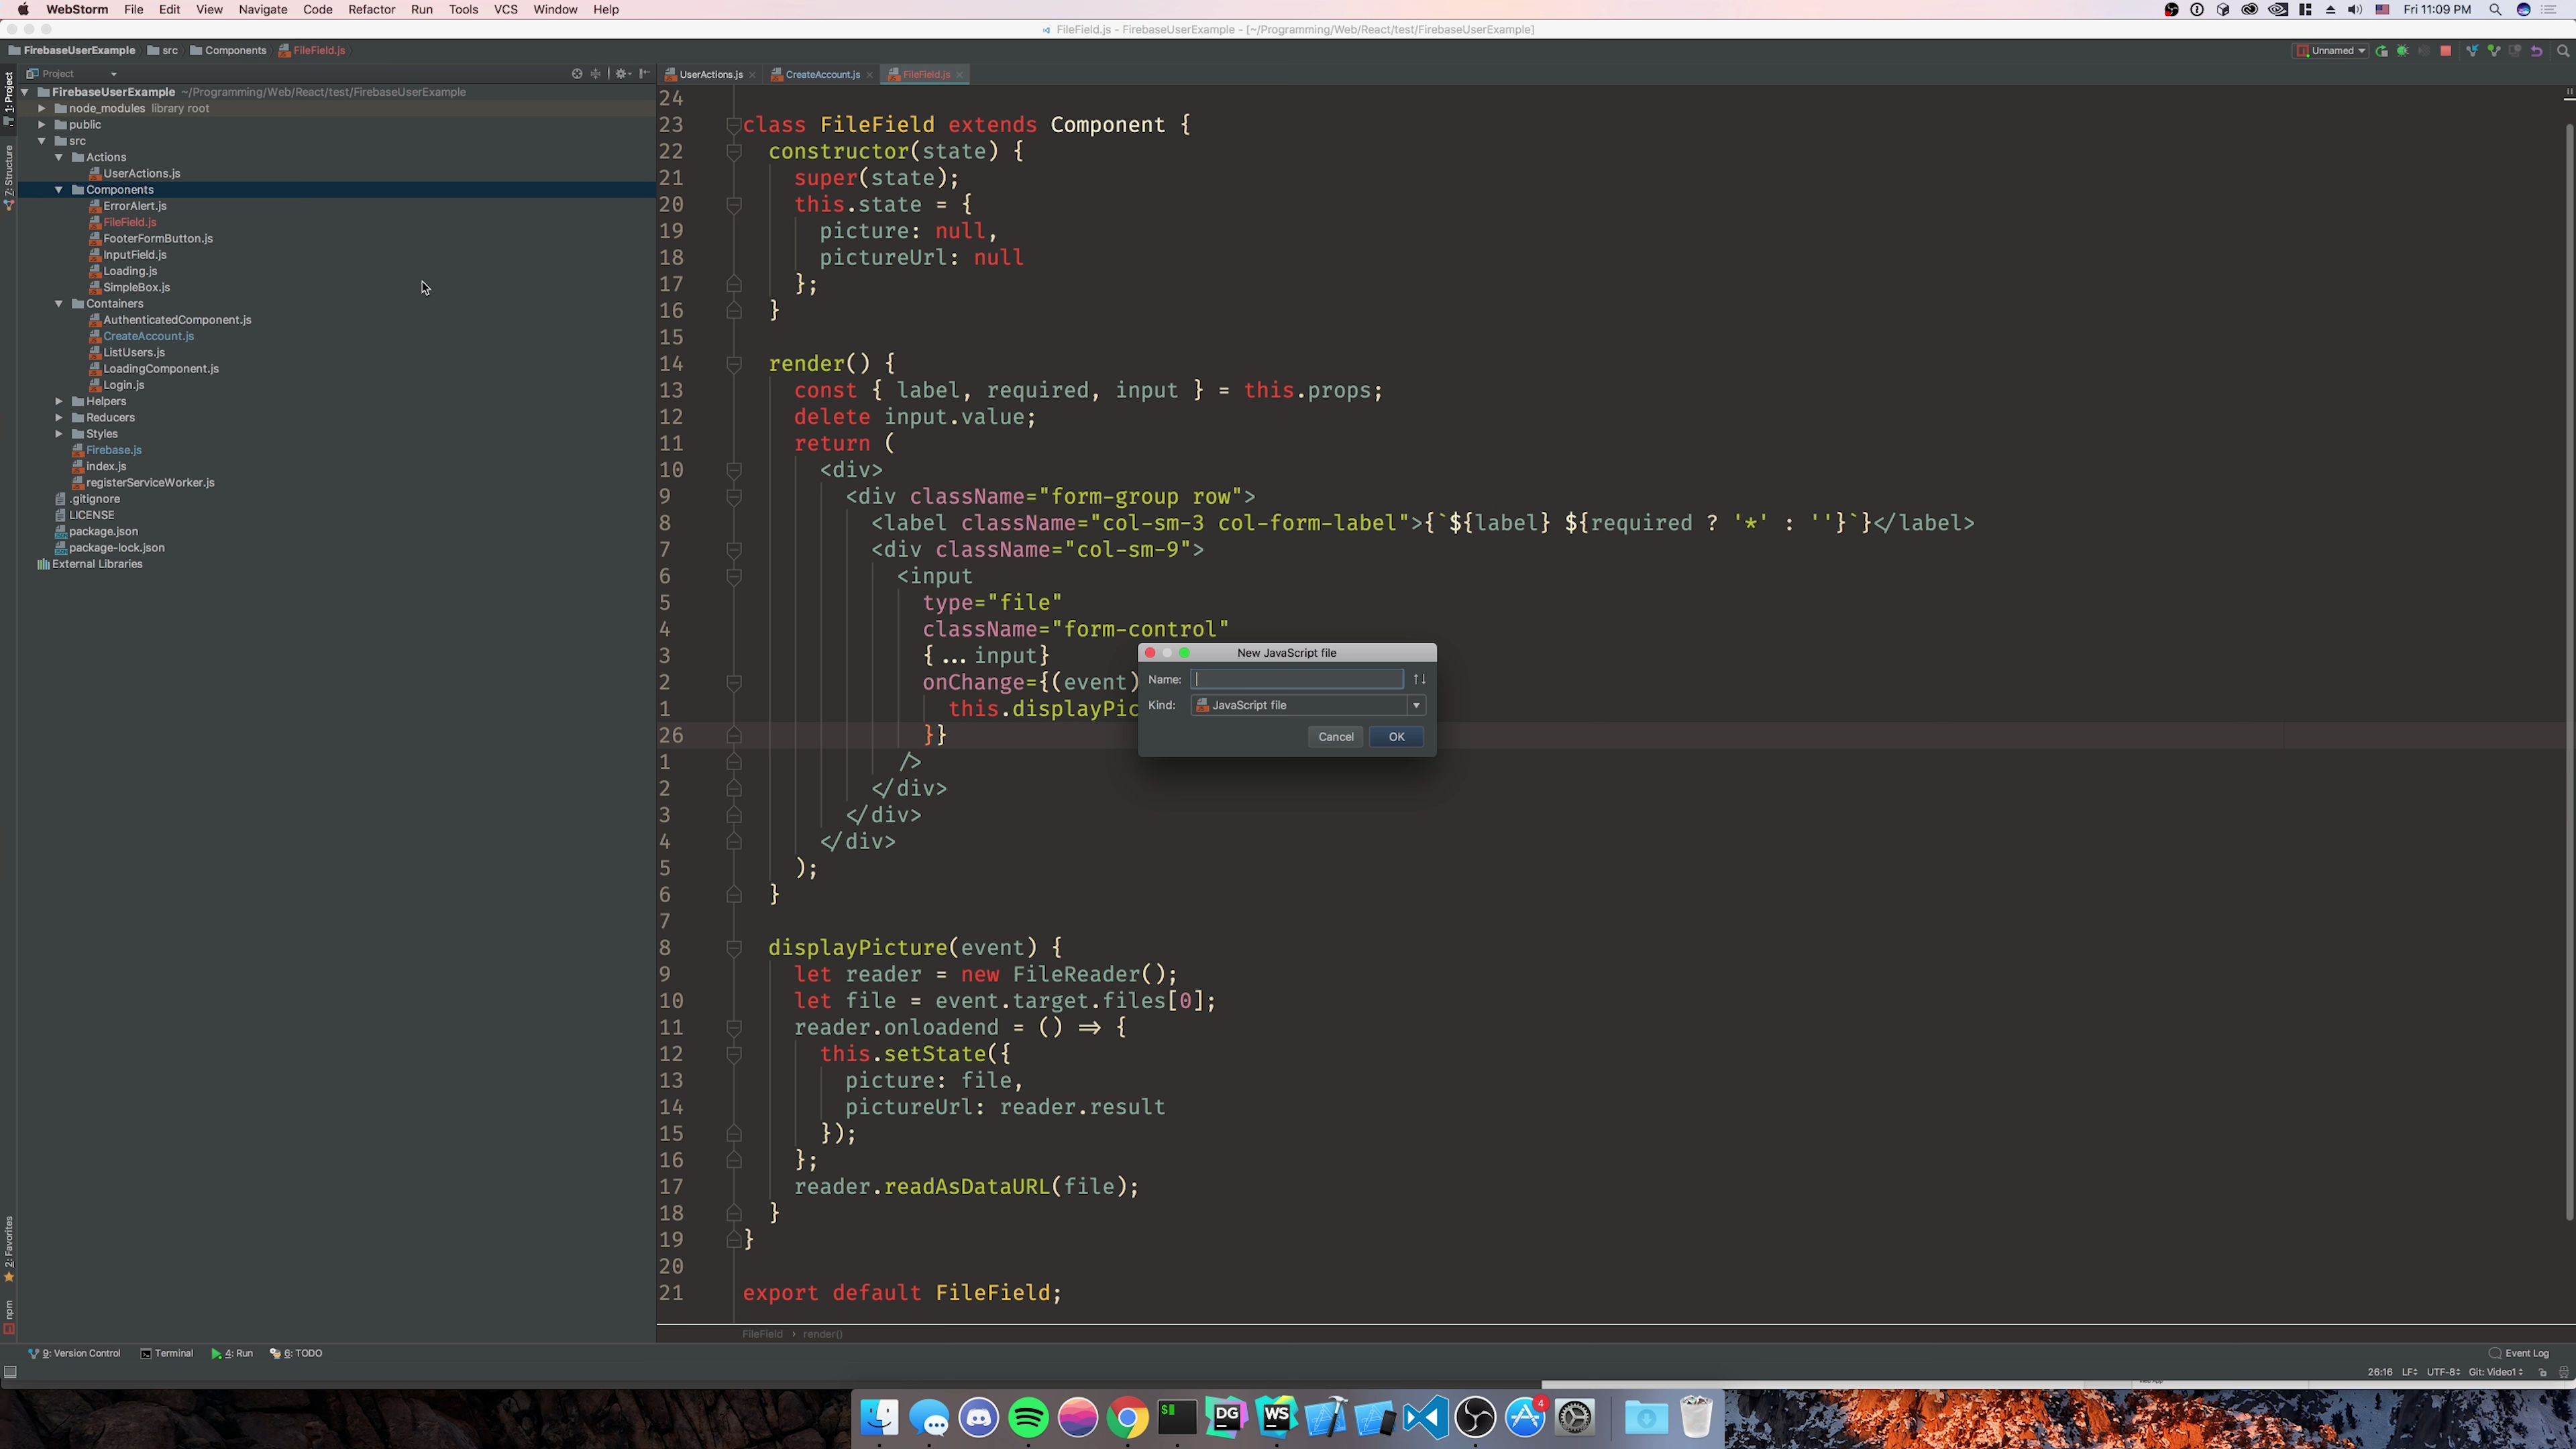 WebStorm File Edit View Navigate Code Refactor Run Tools VCS Window Help
Fri 11:09 PM
FileField.js - FirebaseUserExample - [~/Programming/Web/React/test/FirebaseUserExample]
FirebaseUserExample src Components FileField.js
Unnamed
Project
UserActions.js CreateAccount.js FileField.js
1: Project
7: Structure
2: Favorites
npm
FirebaseUserExample ~/Programming/Web/React/test/FirebaseUserExample
node_modules library root
public
src
Actions
UserActions.js
Components
ErrorAlert.js
FileField.js
FooterFormButton.js
InputField.js
Loading.js
SimpleBox.js
Containers
AuthenticatedComponent.js
CreateAccount.js
ListUsers.js
LoadingComponent.js
Login.js
Helpers
Reducers
Styles
Firebase.js
index.js
registerServiceWorker.js
.gitignore
LICENSE
package.json
package-lock.json
External Libraries
24
23 class FileField extends Component {
22 constructor(state) {
21 super(state);
20 this.state = {
19 picture: null,
18 pictureUrl: null
17 };
16 }
15
14 render() {
13 const { label, required, input } = this.props;
12 delete input.value;
11 return (
10 <div>
9 <div className="form-group row">
8 <label className="col-sm-3 col-form-label">{`${label} ${required ? '*' : ''}`}</label>
7 <div className="col-sm-9">
6 <input
5 type="file"
4 className="form-control"
3 {...input}
2 onChange={(event)
1 this.displayPic
26 }}
1 />
2 </div>
3 </div>
4 </div>
5 );
6 }
7
8 displayPicture(event) {
9 let reader = new FileReader();
10 let file = event.target.files[0];
11 reader.onloadend = () => {
12 this.setState({
13 picture: file,
14 pictureUrl: reader.result
15 });
16 };
17 reader.readAsDataURL(file);
18 }
19 }
20
21 export default FileField;
New JavaScript file
Name:
Kind: JavaScript file
Cancel OK
FileField › render()
9: Version Control Terminal 4: Run 6: TODO
Event Log
26:16 LF UTF-8 Git: Video1
$
DG
WS
4